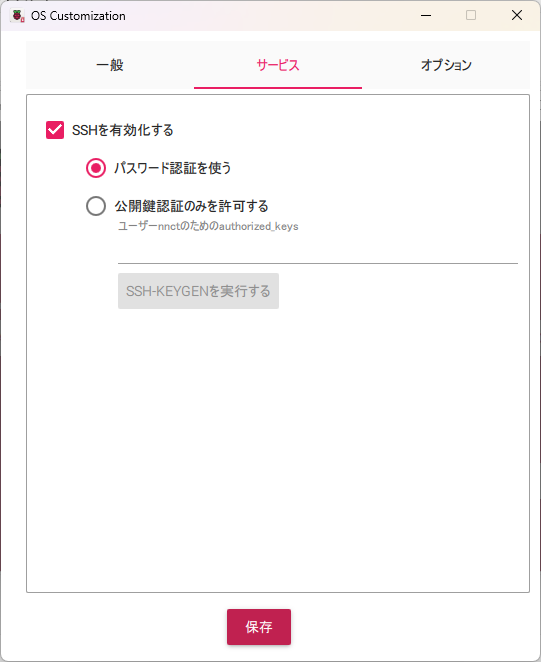 OS Customization
一般
サービス
オプション
SSHを有効化する
パスワード認証を使う
公開鍵認証のみを許可する
ユーザーnnctのためのauthorized_keys
SSH-KEYGENを実行する
保存